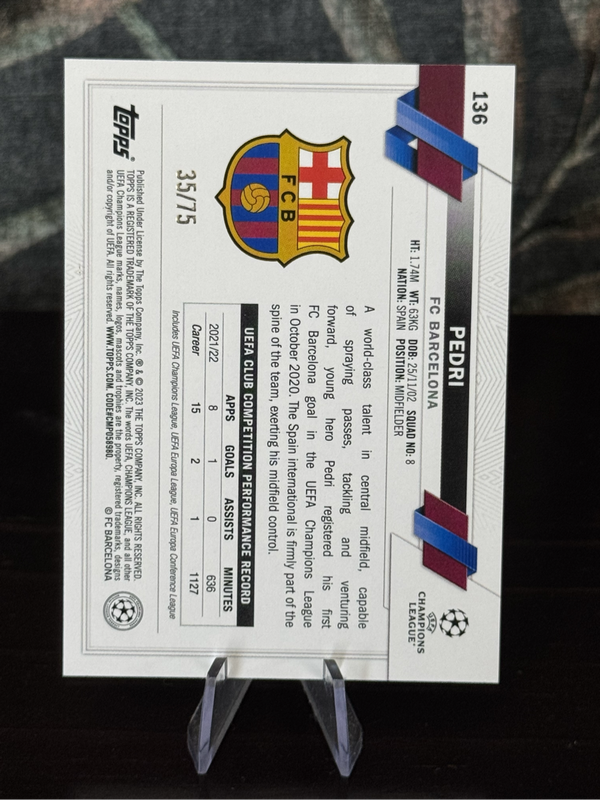 136
PEDRI
FC BARCELONA
HT: 1.74M WT: 63KG DOB: 25/11/02 SQUAD NO: 8
NATION: SPAIN POSITION: MIDFIELDER
UEFA
CHAMPIONS
LEAGUE®
FCB
35/75
A world-class talent in central midfield, capable
of spraying passes, tackling and venturing
forward, young hero Pedri registered his first
FC Barcelona goal in the UEFA Champions League
in October 2020. The Spain international is firmly part of the
spine of the team, exerting his midfield control.
UEFA CLUB COMPETITION PERFORMANCE RECORD
APPS GOALS ASSISTS MINUTES
2021/22 8 1 0 636
Career 15 2 1 1127
Includes UEFA Champions League, UEFA Europa League, UEFA Europa Conference League
topps®
Published Under License by The Topps Company, Inc. ® & © 2023 THE TOPPS COMPANY, INC. ALL RIGHTS RESERVED.
TOPPS IS A REGISTERED TRADEMARK OF THE TOPPS COMPANY, INC. The words UEFA, CHAMPIONS LEAGUE, and all other
UEFA Champions League marks, names, logos, mascots and trophies are the property, registered trademarks, designs
and/or copyright of UEFA. All rights reserved. WWW.TOPPS.COM. CODE#CMP058980.
© FC BARCELONA